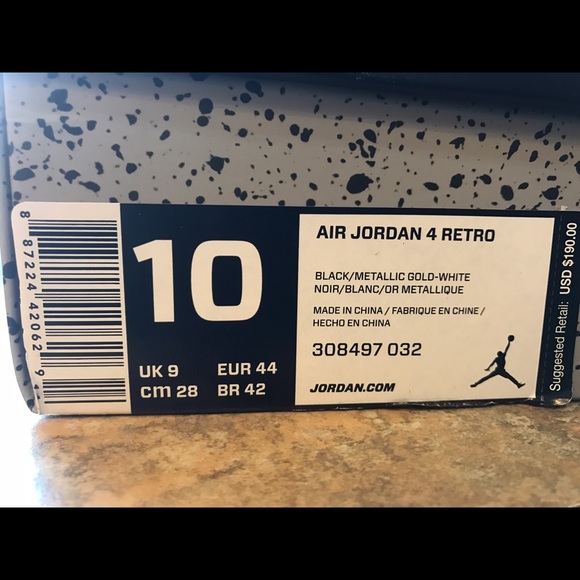 8 87224 42062 9
10
UK 9 EUR 44
cm 28 BR 42
AIR JORDAN 4 RETRO
BLACK/METALLIC GOLD-WHITE
NOIR/BLANC/OR METALLIQUE
MADE IN CHINA / FABRIQUE EN CHINE /
HECHO EN CHINA
308497 032
JORDAN.COM
Suggested Retail: USD $190.00